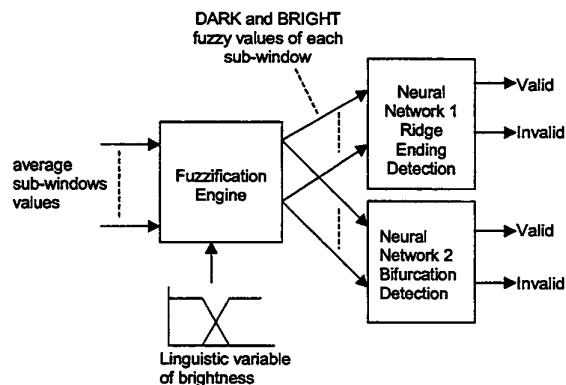 DARK and BRIGHT
fuzzy values of each
sub-window
average
sub-windows
values
Fuzzification
Engine
Neural
Network 1
Ridge
Ending
Detection
Valid
Invalid
Neural
Network 2
Bifurcation
Detection
Valid
Invalid
Linguistic variable
of brightness